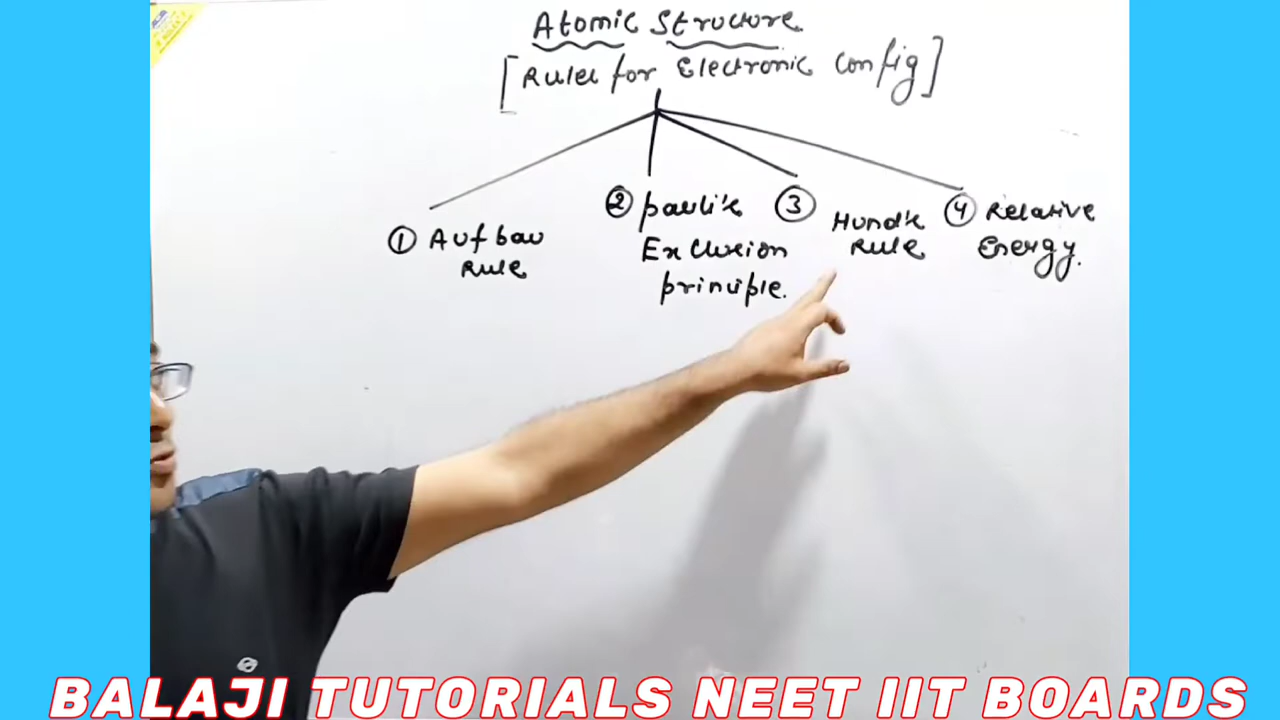 Atomic Structure
[Rules for Electronic config]
① Aufbau
Rule
② pauli's
Exclusion
principle.
③ Hund's
Rule
④ Relative
Energy.
BALAJI TUTORIALS NEET IIT BOARDS